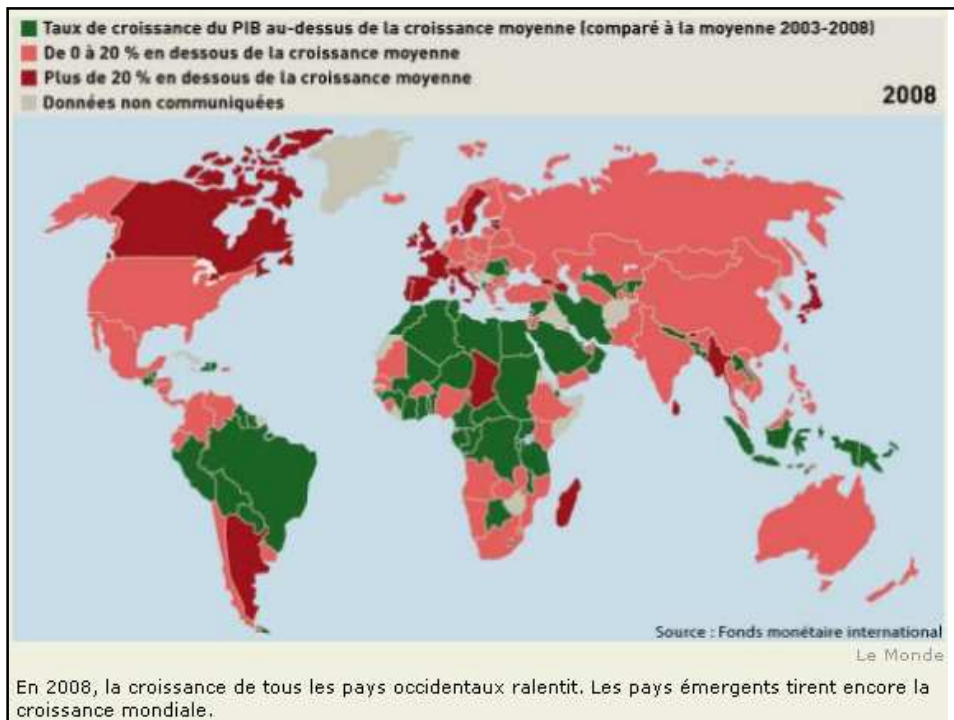 Taux de croissance du PIB au-dessus de la croissance moyenne (comparé à la moyenne 2003-2008)
De 0 à 20 % en dessous de la croissance moyenne
Plus de 20 % en dessous de la croissance moyenne
Données non communiquées
2008
Source : Fonds monétaire international
Le Monde
En 2008, la croissance de tous les pays occidentaux ralentit. Les pays émergents tirent encore la
croissance mondiale.